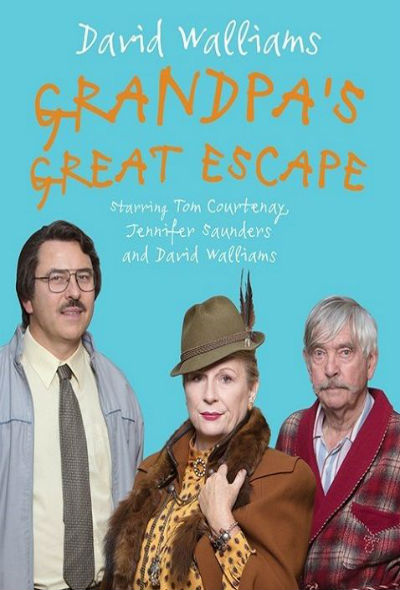 David Walliams
GRANDPA'S
GREAT ESCAPE
starring Tom Courtenay,
Jennifer Saunders
and David Walliams